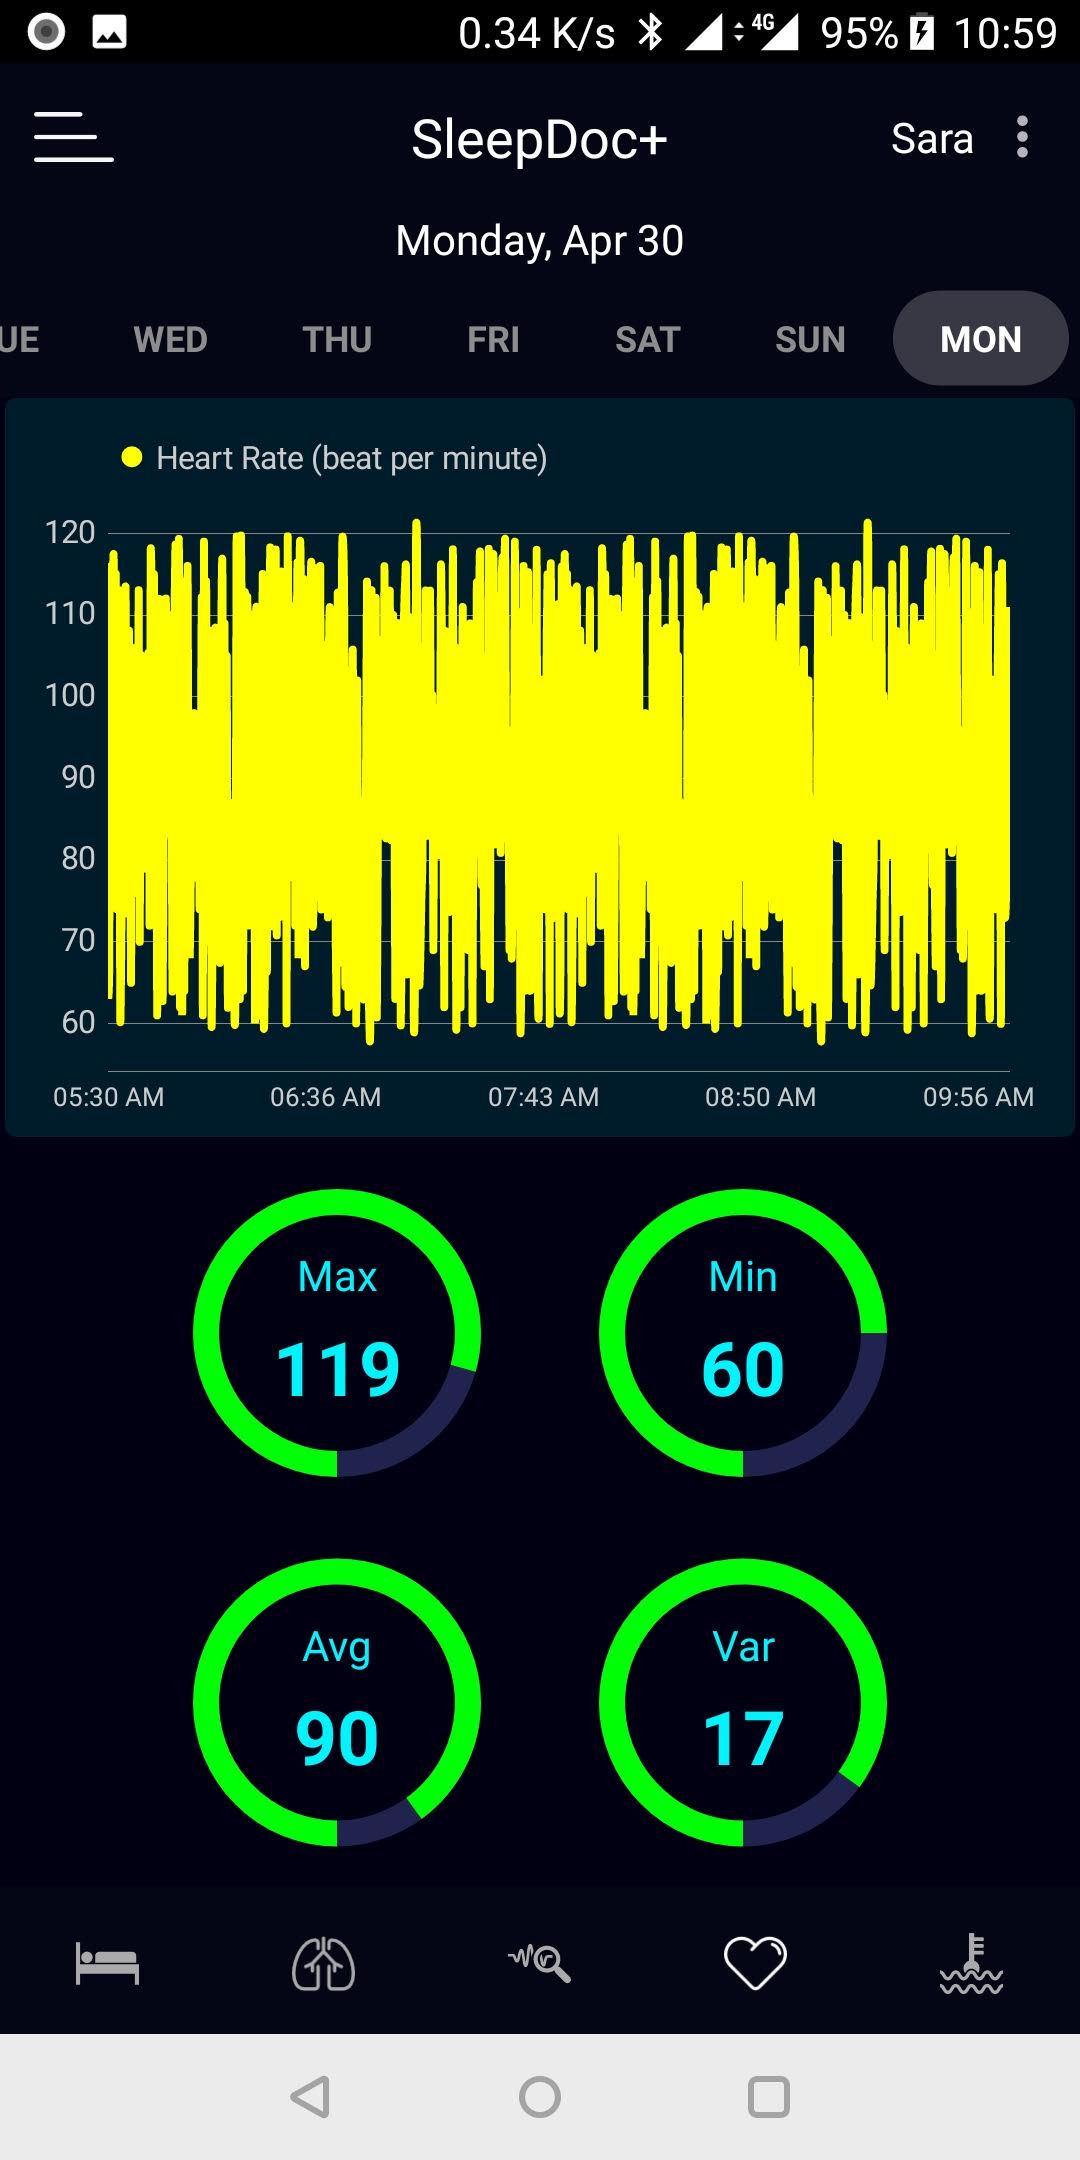 0.34 K/s 4G 95% 10:59
SleepDoc+ Sara
Monday, Apr 30
UE WED THU FRI SAT SUN MON
Heart Rate (beat per minute)
120
110
100
90
80
70
60
05:30 AM 06:36 AM 07:43 AM 08:50 AM 09:56 AM
Max Min
119 60
Avg Var
90 17